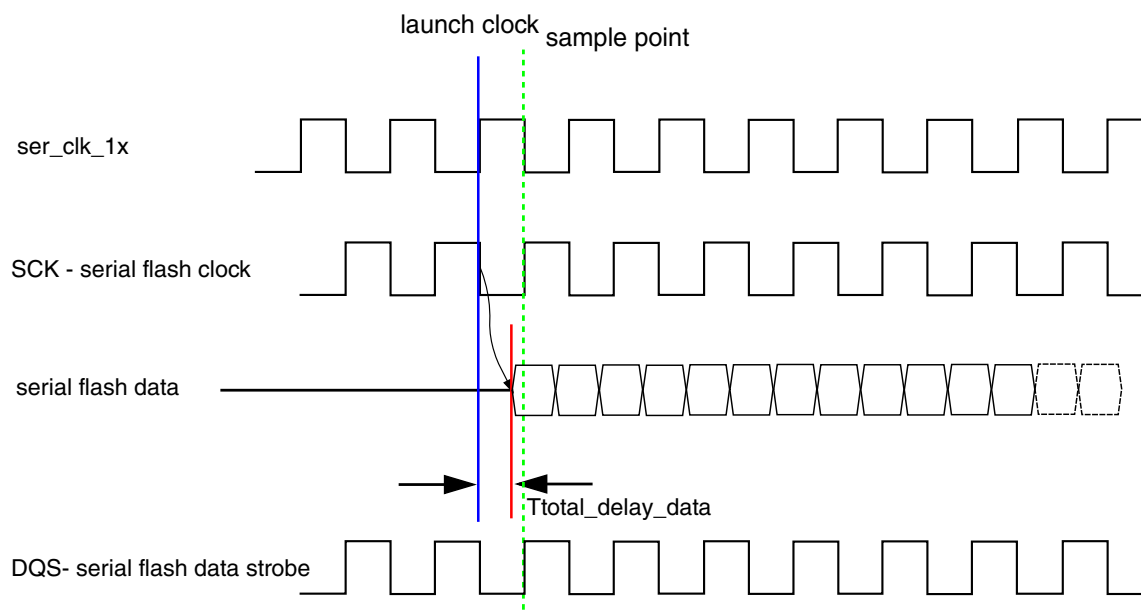 launch clock
sample point
ser_clk_1x
SCK - serial flash clock
serial flash data
Ttotal_delay_data
DQS- serial flash data strobe